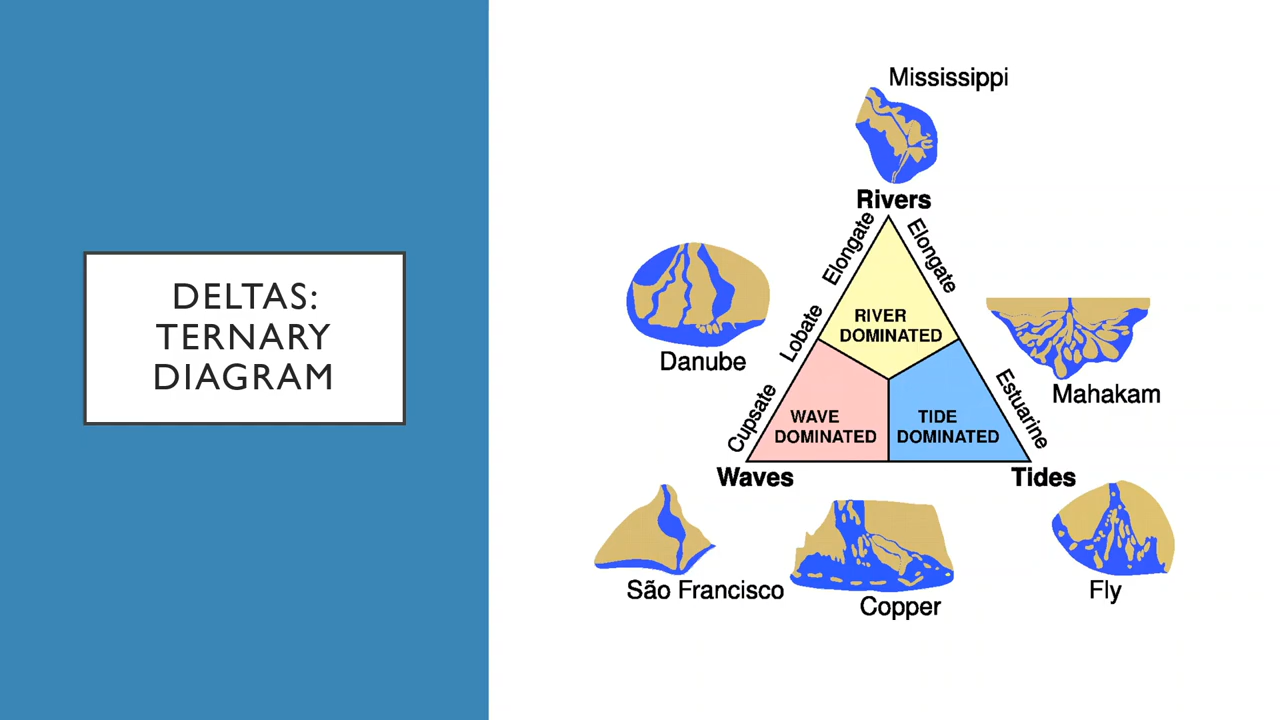 DELTAS:
TERNARY
DIAGRAM
Mississippi
Rivers
Elongate
Elongate
Lobate
Cupsate
Estuarine
RIVER
DOMINATED
WAVE
DOMINATED
TIDE
DOMINATED
Danube
Mahakam
Waves
Tides
São Francisco
Copper
Fly